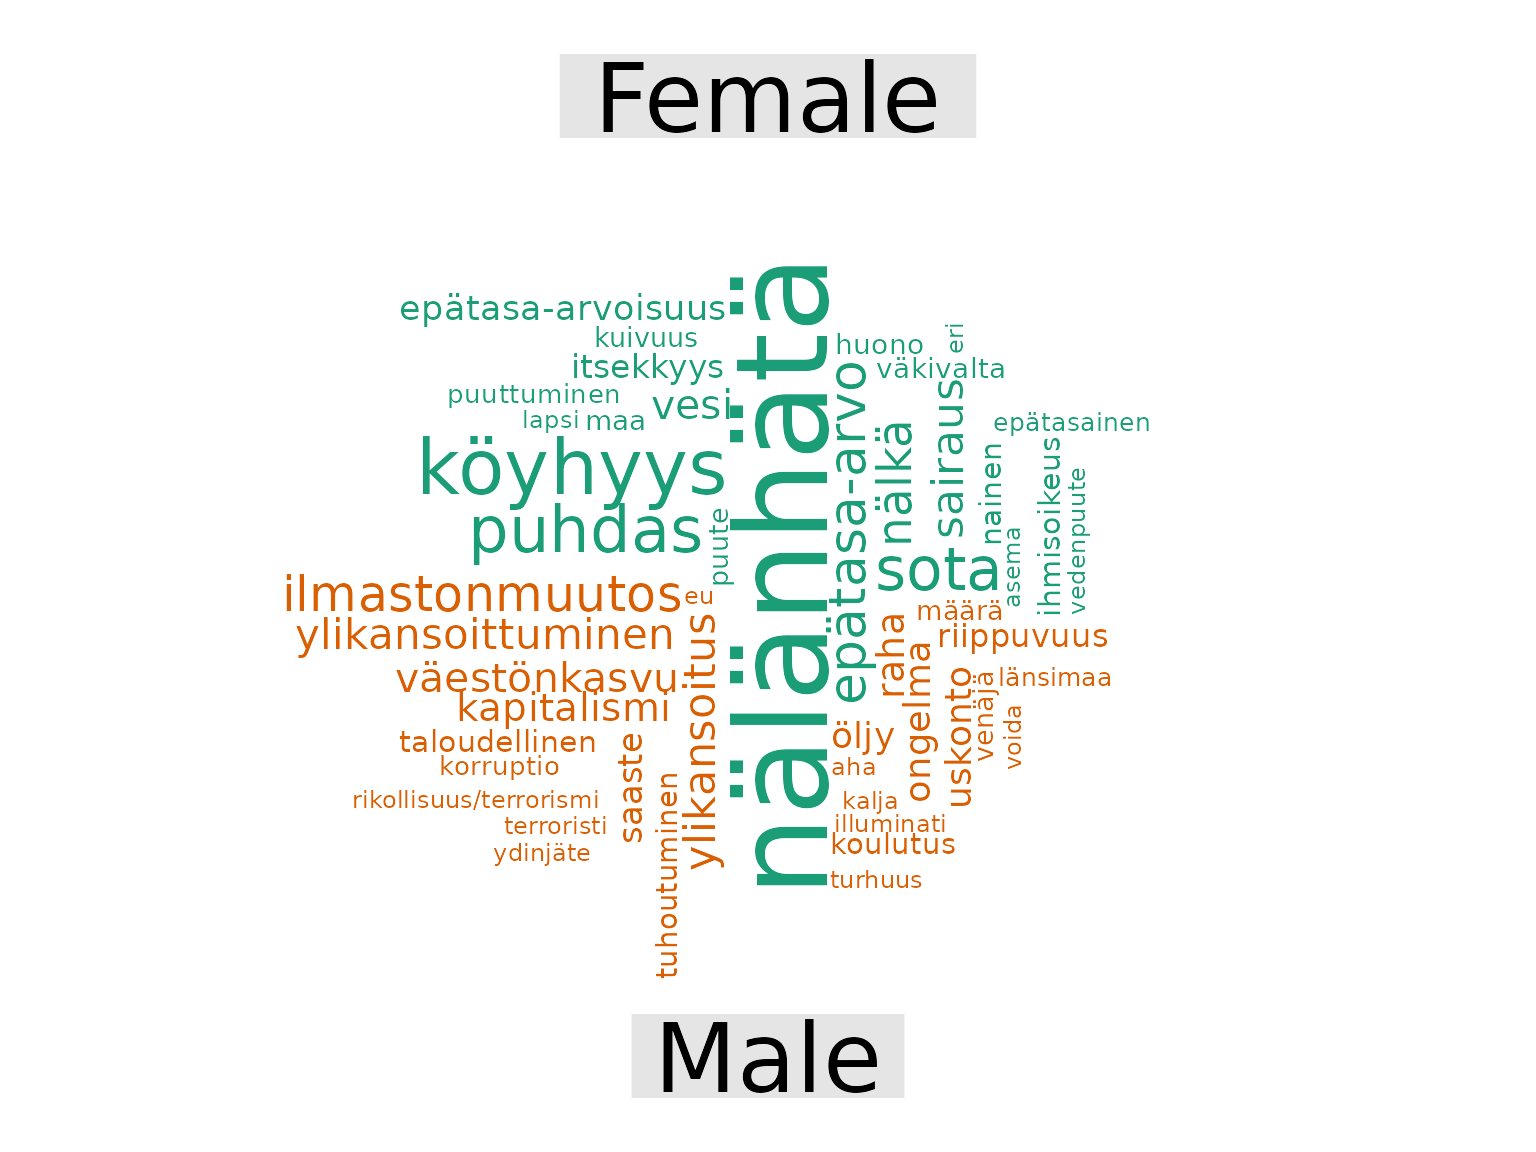 Female
nälänhätä
epätasa-arvoisuus
kuivuus
itsekkyys
puuttuminen
vesi
lapsi
maa
köyhyys
puhdas
puute
huono
eri
väkivalta
epätasa-arvo
nälkä
sairaus
epätasainen
nainen
ihmisoikeus
vedenpuute
asema
sota
ilmastonmuutos
eu
ylikansoittuminen
väestönkasvu
kapitalismi
ylikansoitus
taloudellinen
korruptio
saaste
rikollisuus/terrorismi
terroristi
ydinjäte
tuhoutuminen
määrä
raha
riippuvuus
ongelma
uskonto
venäjä
länsimaa
voida
öljy
aha
kalja
illuminati
koulutus
turhuus
Male